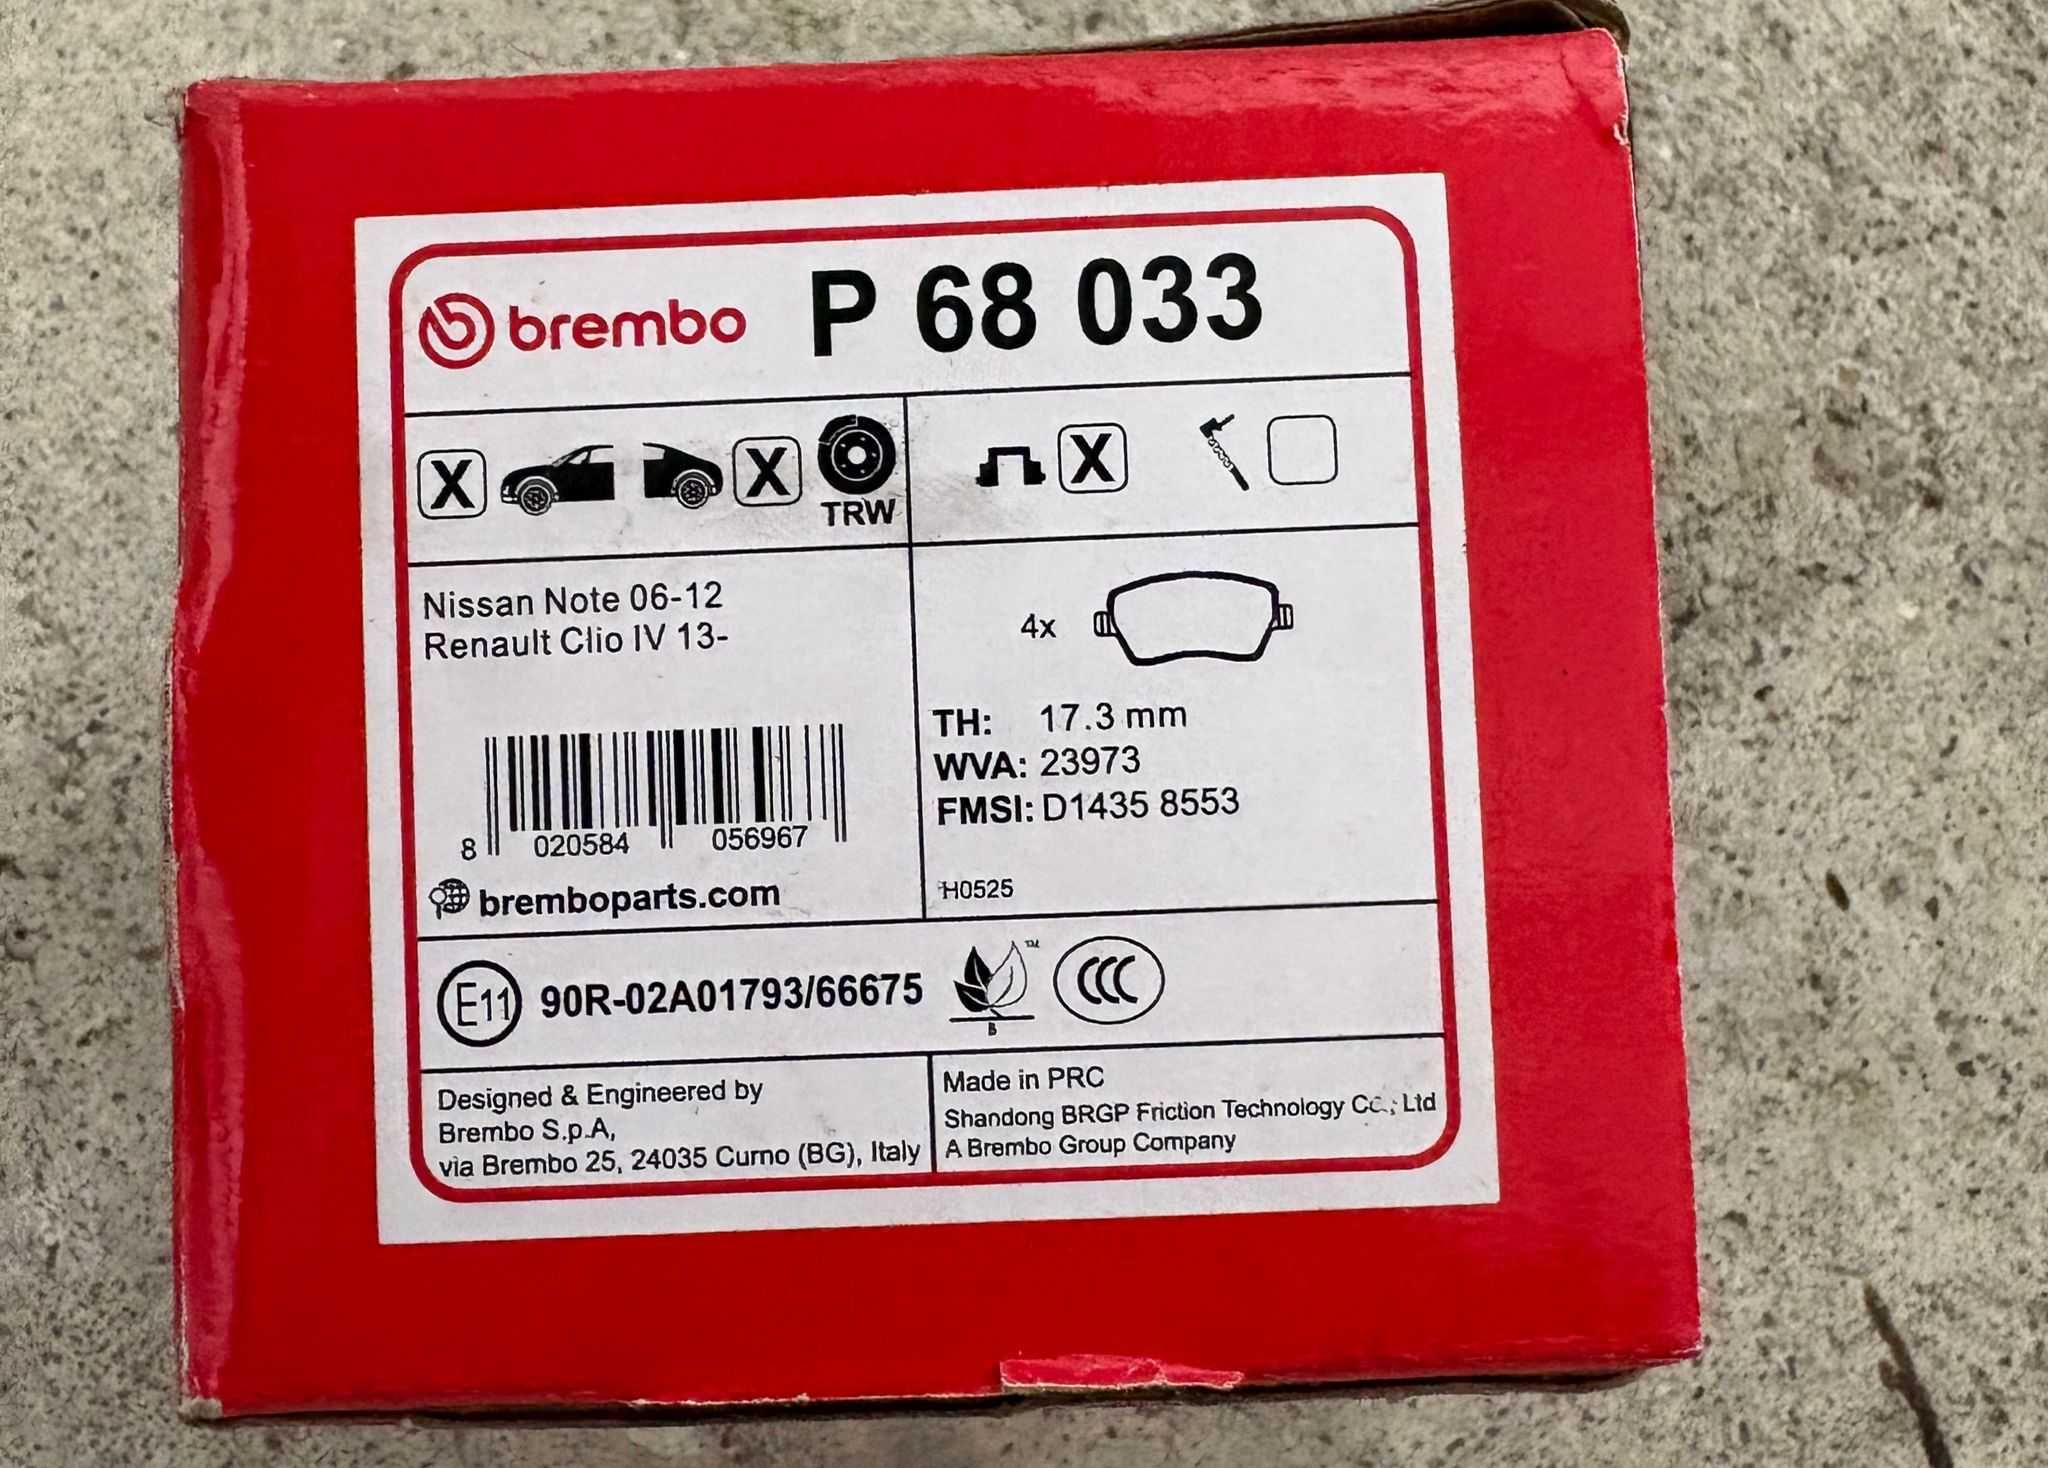 brembo P 68 033
X X TRW X
Nissan Note 06-12
Renault Clio IV 13-
4x
TH: 17.3 mm
WVA: 23973
FMSI: D1435 8553
8 020584 056967
bremboparts.com
H0525
E11 90R-02A01793/66675 TM B CCC
Designed & Engineered by
Brembo S.p.A,
via Brembo 25, 24035 Curno (BG), Italy
Made in PRC
Shandong BRGP Friction Technology Co., Ltd
A Brembo Group Company